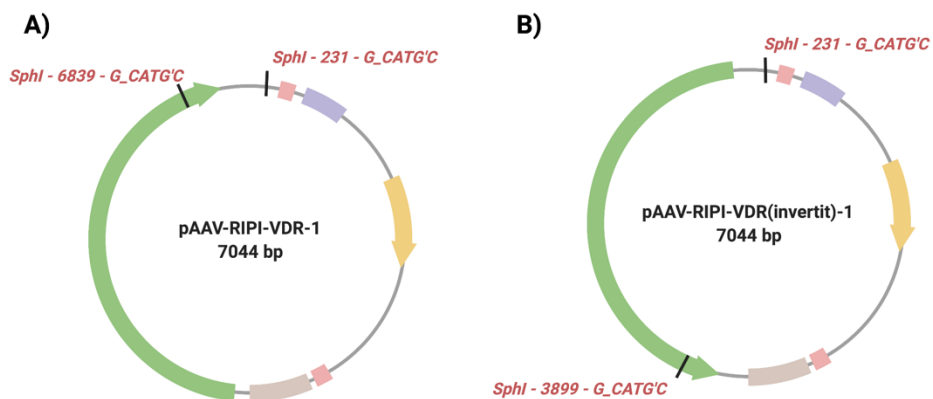 A)
SphI - 231 - G_CATG'C
SphI - 6839 - G_CATG'C
pAAV-RIPI-VDR-1
7044 bp
B)
SphI - 231 - G_CATG'C
pAAV-RIPI-VDR(invertit)-1
7044 bp
SphI - 3899 - G_CATG'C